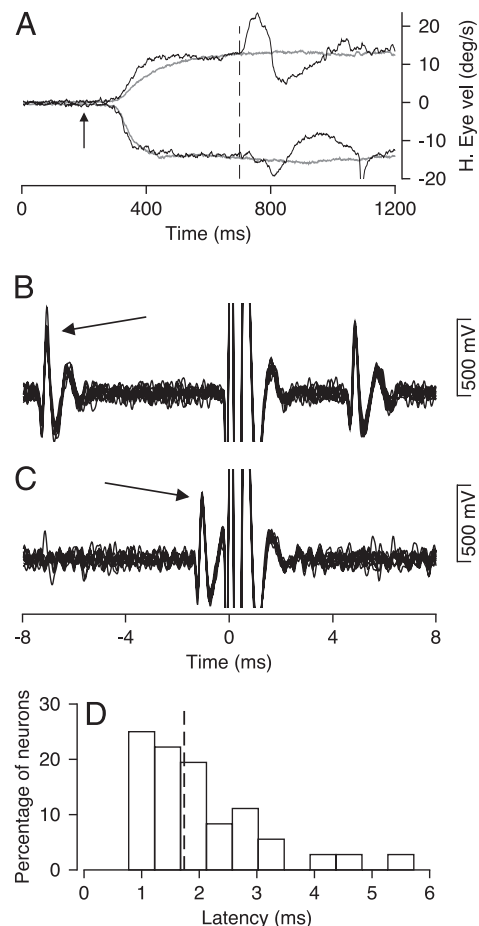 A
20
10
0
-10
-20
H. Eye vel (deg/s)
0 400 800 1200
Time (ms)
B
500 mV
C
500 mV
-8 -4 0 4 8
Time (ms)
D
Percentage of neurons
30
20
10
0
0 1 2 3 4 5 6
Latency (ms)